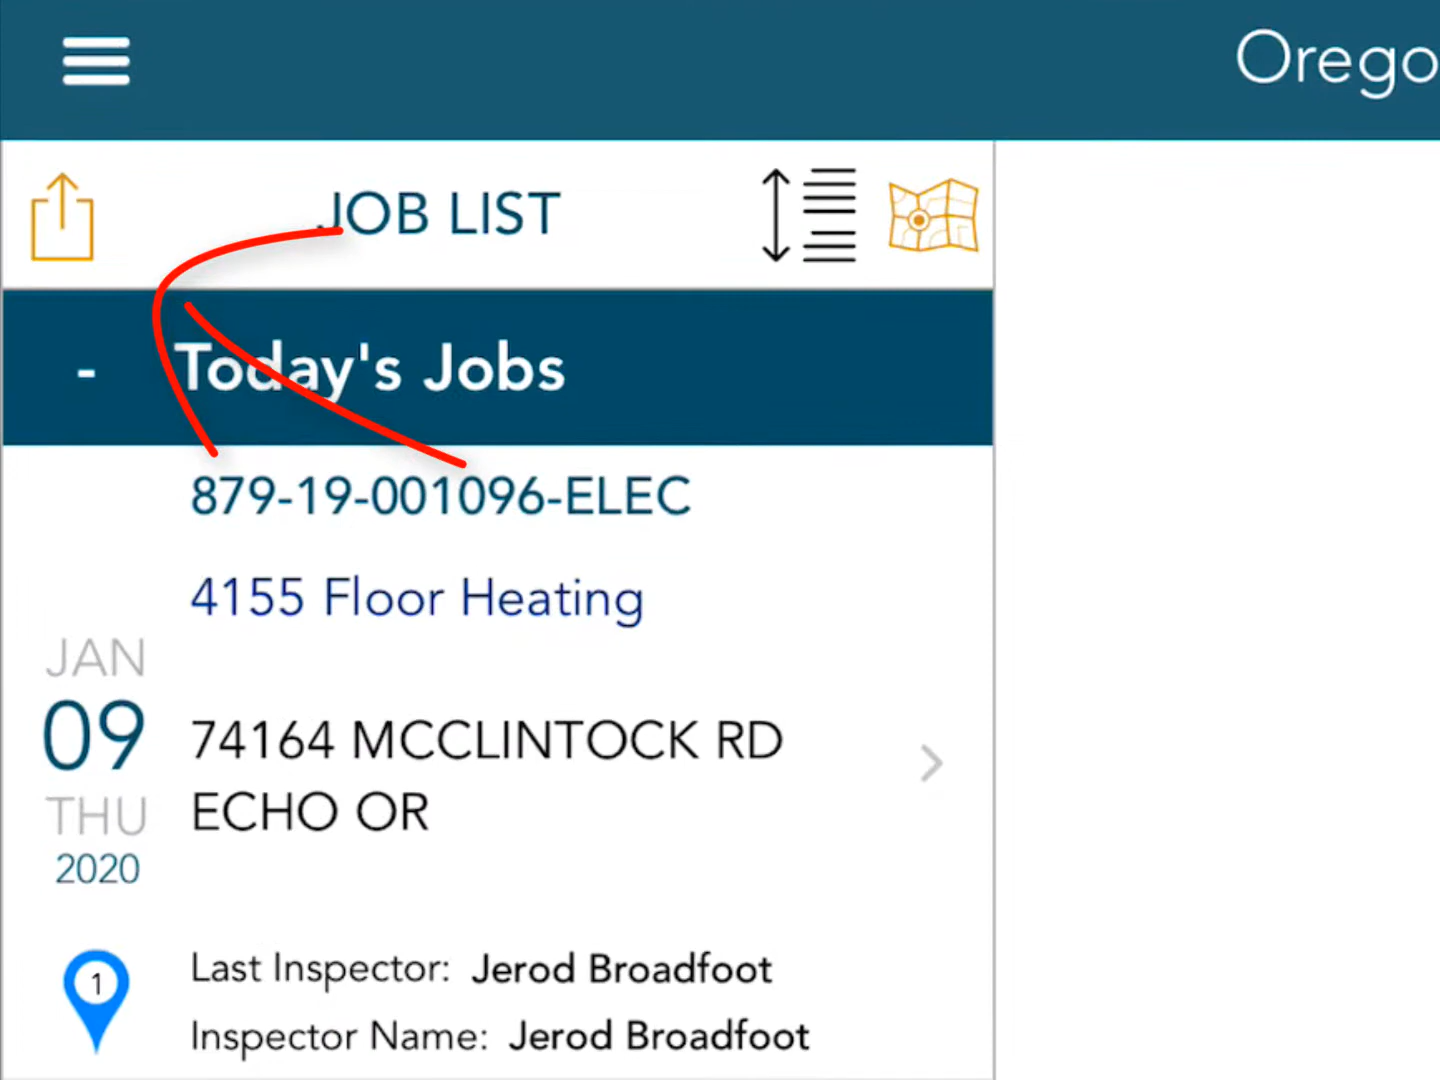 Orego
JOB LIST
- Today's Jobs
879-19-001096-ELEC
4155 Floor Heating
JAN
09
THU
2020
74164 MCCLINTOCK RD
ECHO OR
1
Last Inspector: Jerod Broadfoot
Inspector Name: Jerod Broadfoot